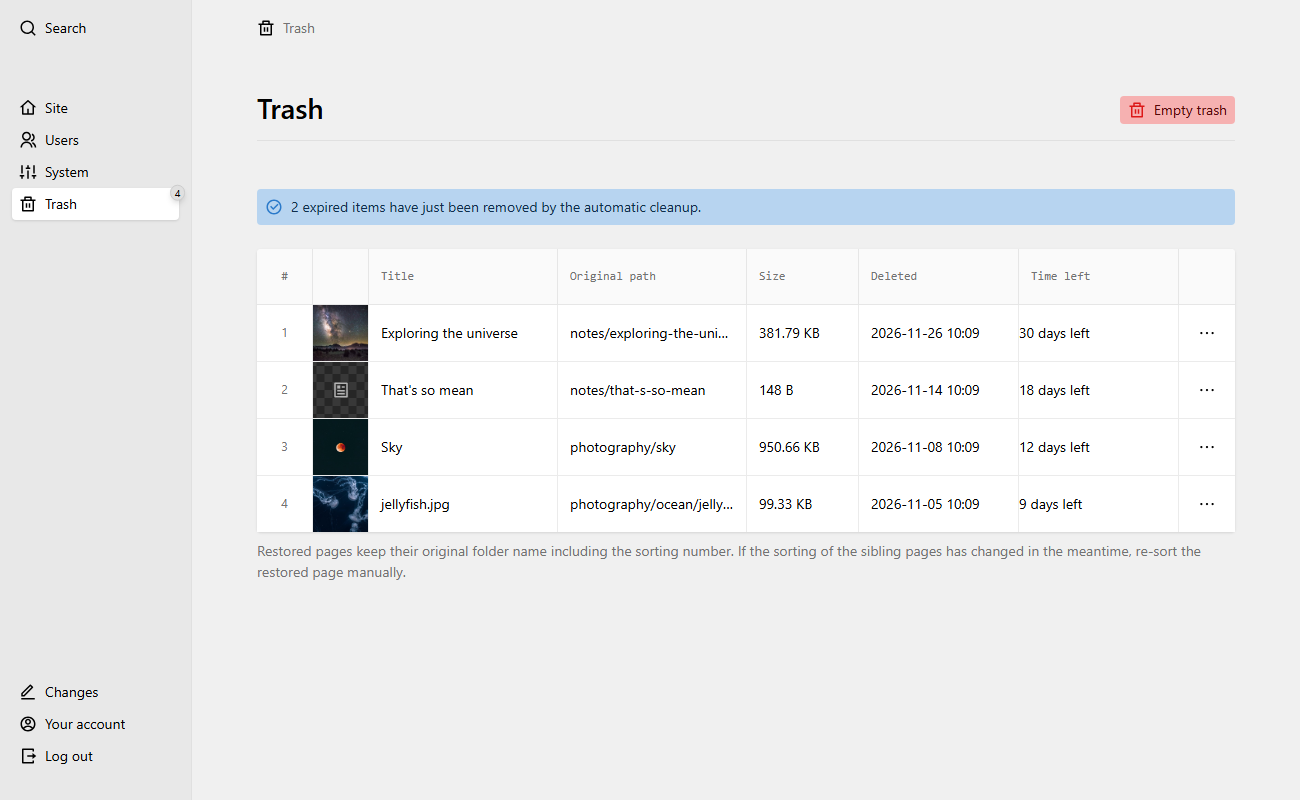 Search
Trash
Site
Users
System
Trash
4
Changes
Your account
Log out
Trash
Empty trash
2 expired items have just been removed by the automatic cleanup.
# Title Original path Size Deleted Time left
1 Exploring the universe notes/exploring-the-uni... 381.79 KB 2026-11-26 10:09 30 days left ...
2 That's so mean notes/that-s-so-mean 148 B 2026-11-14 10:09 18 days left ...
3 Sky photography/sky 950.66 KB 2026-11-08 10:09 12 days left ...
4 jellyfish.jpg photography/ocean/jelly... 99.33 KB 2026-11-05 10:09 9 days left ...
Restored pages keep their original folder name including the sorting number. If the sorting of the sibling pages has changed in the meantime, re-sort the
restored page manually.